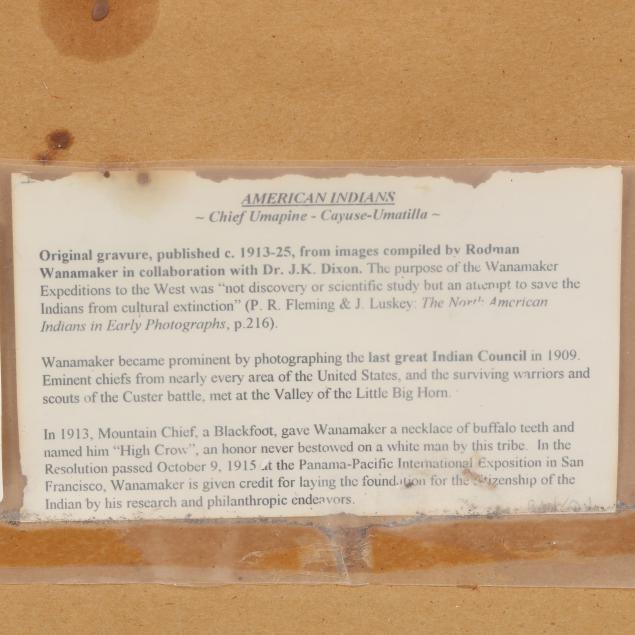 AMERICAN INDIANS
~ Chief Umapine - Cayuse-Umatilla ~
Original gravure, published c. 1913-25, from images compiled by Rodman
Wanamaker in collaboration with Dr. J.K. Dixon. The purpose of the Wanamaker
Expeditions to the West was “not discovery or scientific study but an attempt to save the
Indians from cultural extinction” (P. R. Fleming & J. Luskey: The North American
Indians in Early Photographs, p.216).
Wanamaker became prominent by photographing the last great Indian Council in 1909.
Eminent chiefs from nearly every area of the United States, and the surviving warriors and
scouts of the Custer battle, met at the Valley of the Little Big Horn.
In 1913, Mountain Chief, a Blackfoot, gave Wanamaker a necklace of buffalo teeth and
named him “High Crow”, an honor never bestowed on a white man by this tribe. In the
Resolution passed October 9, 1915 at the Panama-Pacific International Exposition in San
Francisco, Wanamaker is given credit for laying the foundation for the citizenship of the
Indian by his research and philanthropic endeavors.